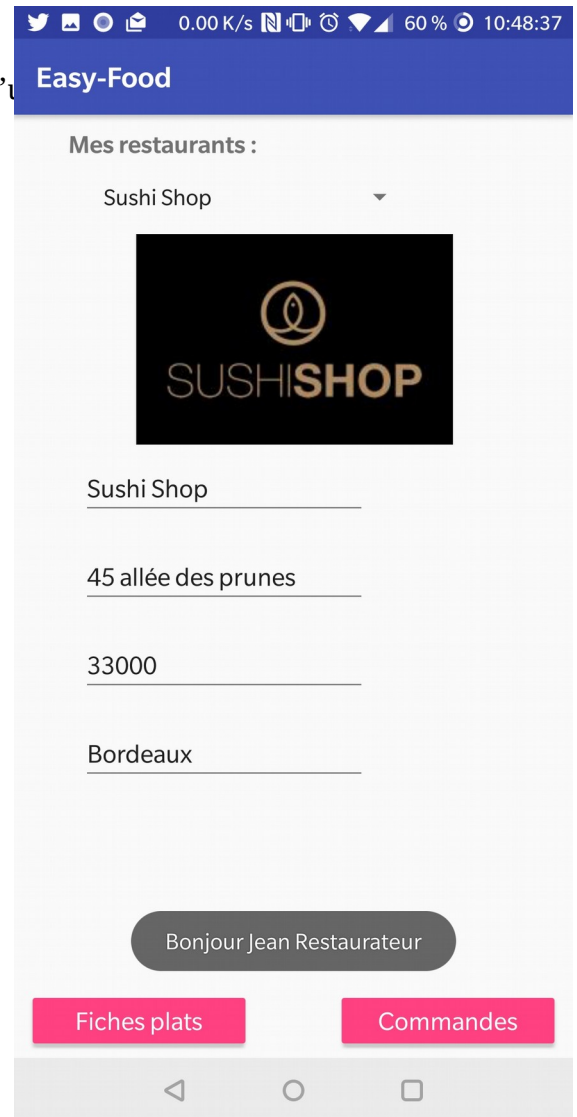 0.00 K/s 60 % 10:48:37
Easy-Food
Mes restaurants :
Sushi Shop
SUSHISHOP
Sushi Shop
45 allée des prunes
33000
Bordeaux
Bonjour Jean Restaurateur
Fiches plats Commandes